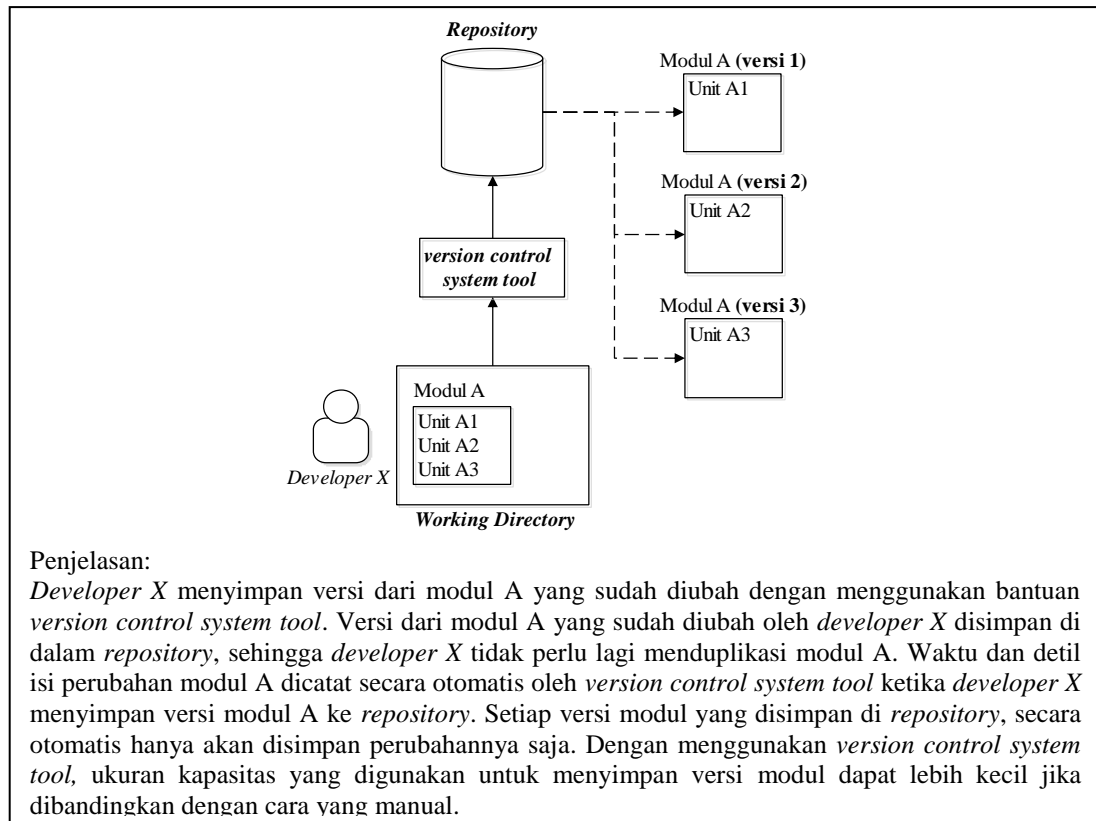 Repository
Modul A (versi 1)
Unit A1
Modul A (versi 2)
Unit A2
version control
system tool
Modul A (versi 3)
Unit A3
Modul A
Unit A1
Unit A2
Unit A3
Developer X
Working Directory
Penjelasan:
Developer X menyimpan versi dari modul A yang sudah diubah dengan menggunakan bantuan
version control system tool. Versi dari modul A yang sudah diubah oleh developer X disimpan di
dalam repository, sehingga developer X tidak perlu lagi menduplikasi modul A. Waktu dan detil
isi perubahan modul A dicatat secara otomatis oleh version control system tool ketika developer X
menyimpan versi modul A ke repository. Setiap versi modul yang disimpan di repository, secara
otomatis hanya akan disimpan perubahannya saja. Dengan menggunakan version control system
tool, ukuran kapasitas yang digunakan untuk menyimpan versi modul dapat lebih kecil jika
dibandingkan dengan cara yang manual.